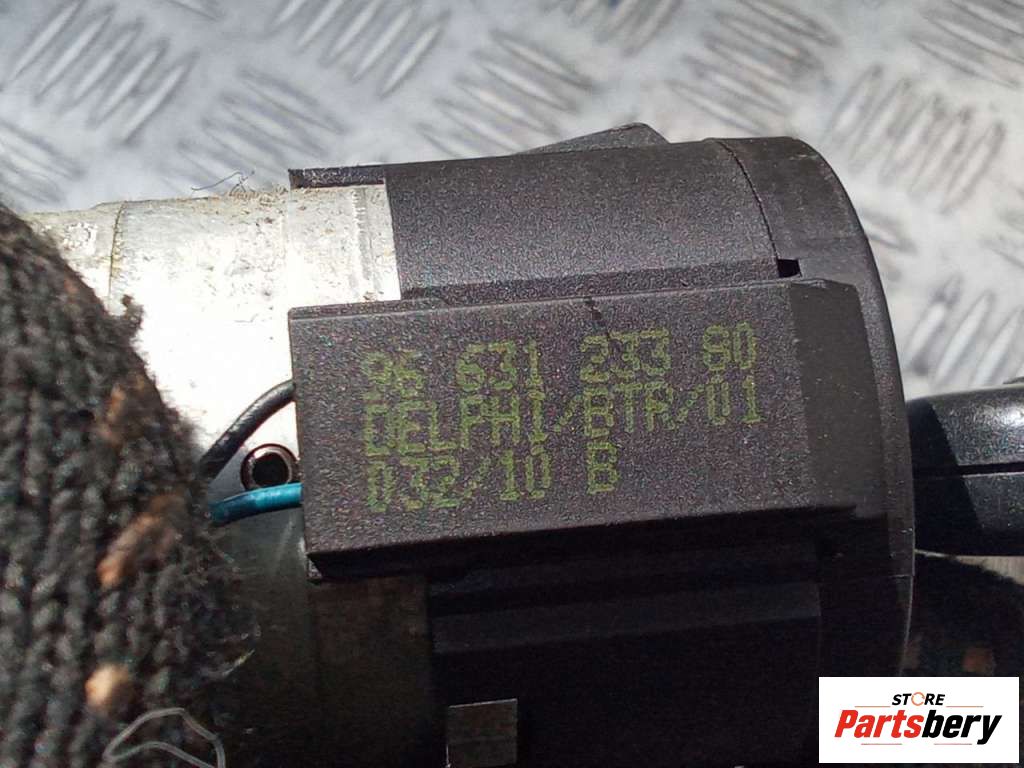 96 631 233 80
DELPHI/BTR/01
032/10 B
STORE
Partsbery